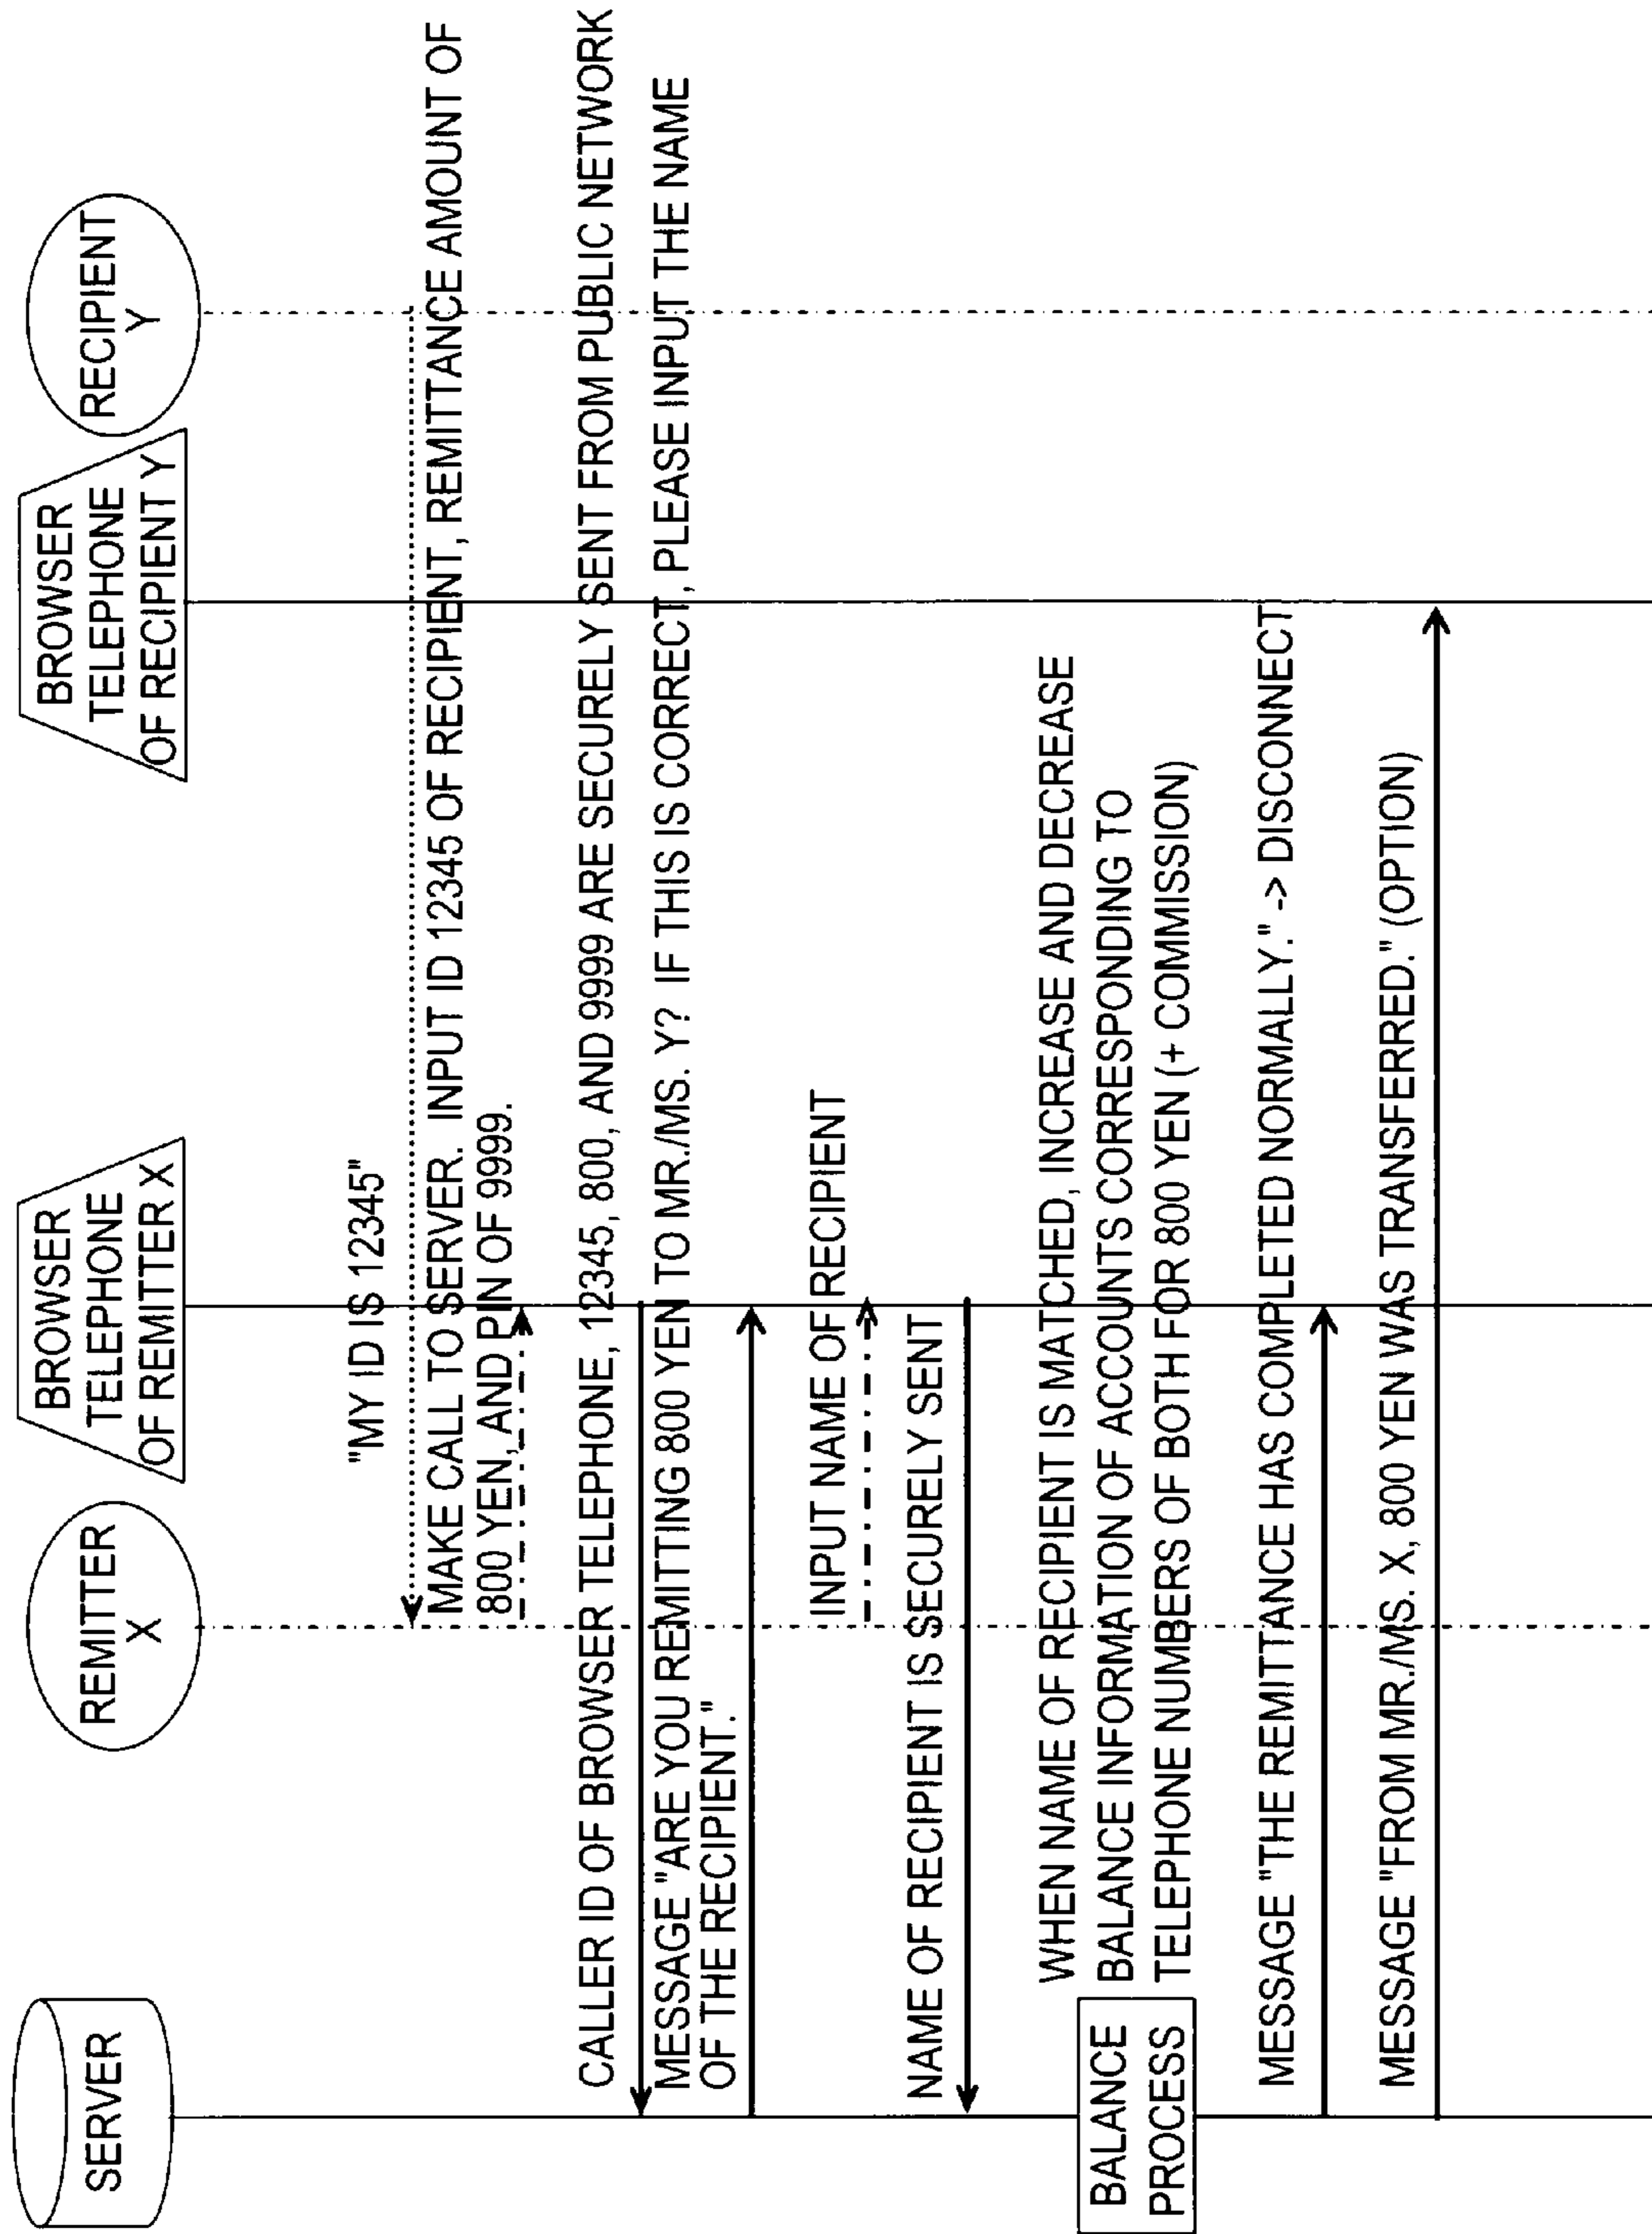 SERVER
REMITTER
X
BROWSER
TELEPHONE
OF REMITTER X
BROWSER
TELEPHONE
OF RECIPIENT Y
RECIPIENT
Y
"MY ID IS 12345"
MAKE CALL TO SERVER. INPUT ID 12345 OF RECIPIENT, REMITTANCE AMOUNT OF
800 YEN, AND PIN OF 9999.
CALLER ID OF BROWSER TELEPHONE, 12345, 800, AND 9999 ARE SECURELY SENT FROM PUBLIC NETWORK
MESSAGE "ARE YOU REMITTING 800 YEN TO MR./MS. Y? IF THIS IS CORRECT, PLEASE INPUT THE NAME
OF THE RECIPIENT."
INPUT NAME OF RECIPIENT
NAME OF RECIPIENT IS SECURELY SENT
BALANCE
PROCESS
WHEN NAME OF RECIPIENT IS MATCHED, INCREASE AND DECREASE
BALANCE INFORMATION OF ACCOUNTS CORRESPONDING TO
TELEPHONE NUMBERS OF BOTH FOR 800 YEN (+ COMMISSION)
MESSAGE "THE REMITTANCE HAS COMPLETED NORMALLY." -> DISCONNECT
MESSAGE "FROM MR./MS. X, 800 YEN WAS TRANSFERRED." (OPTION)